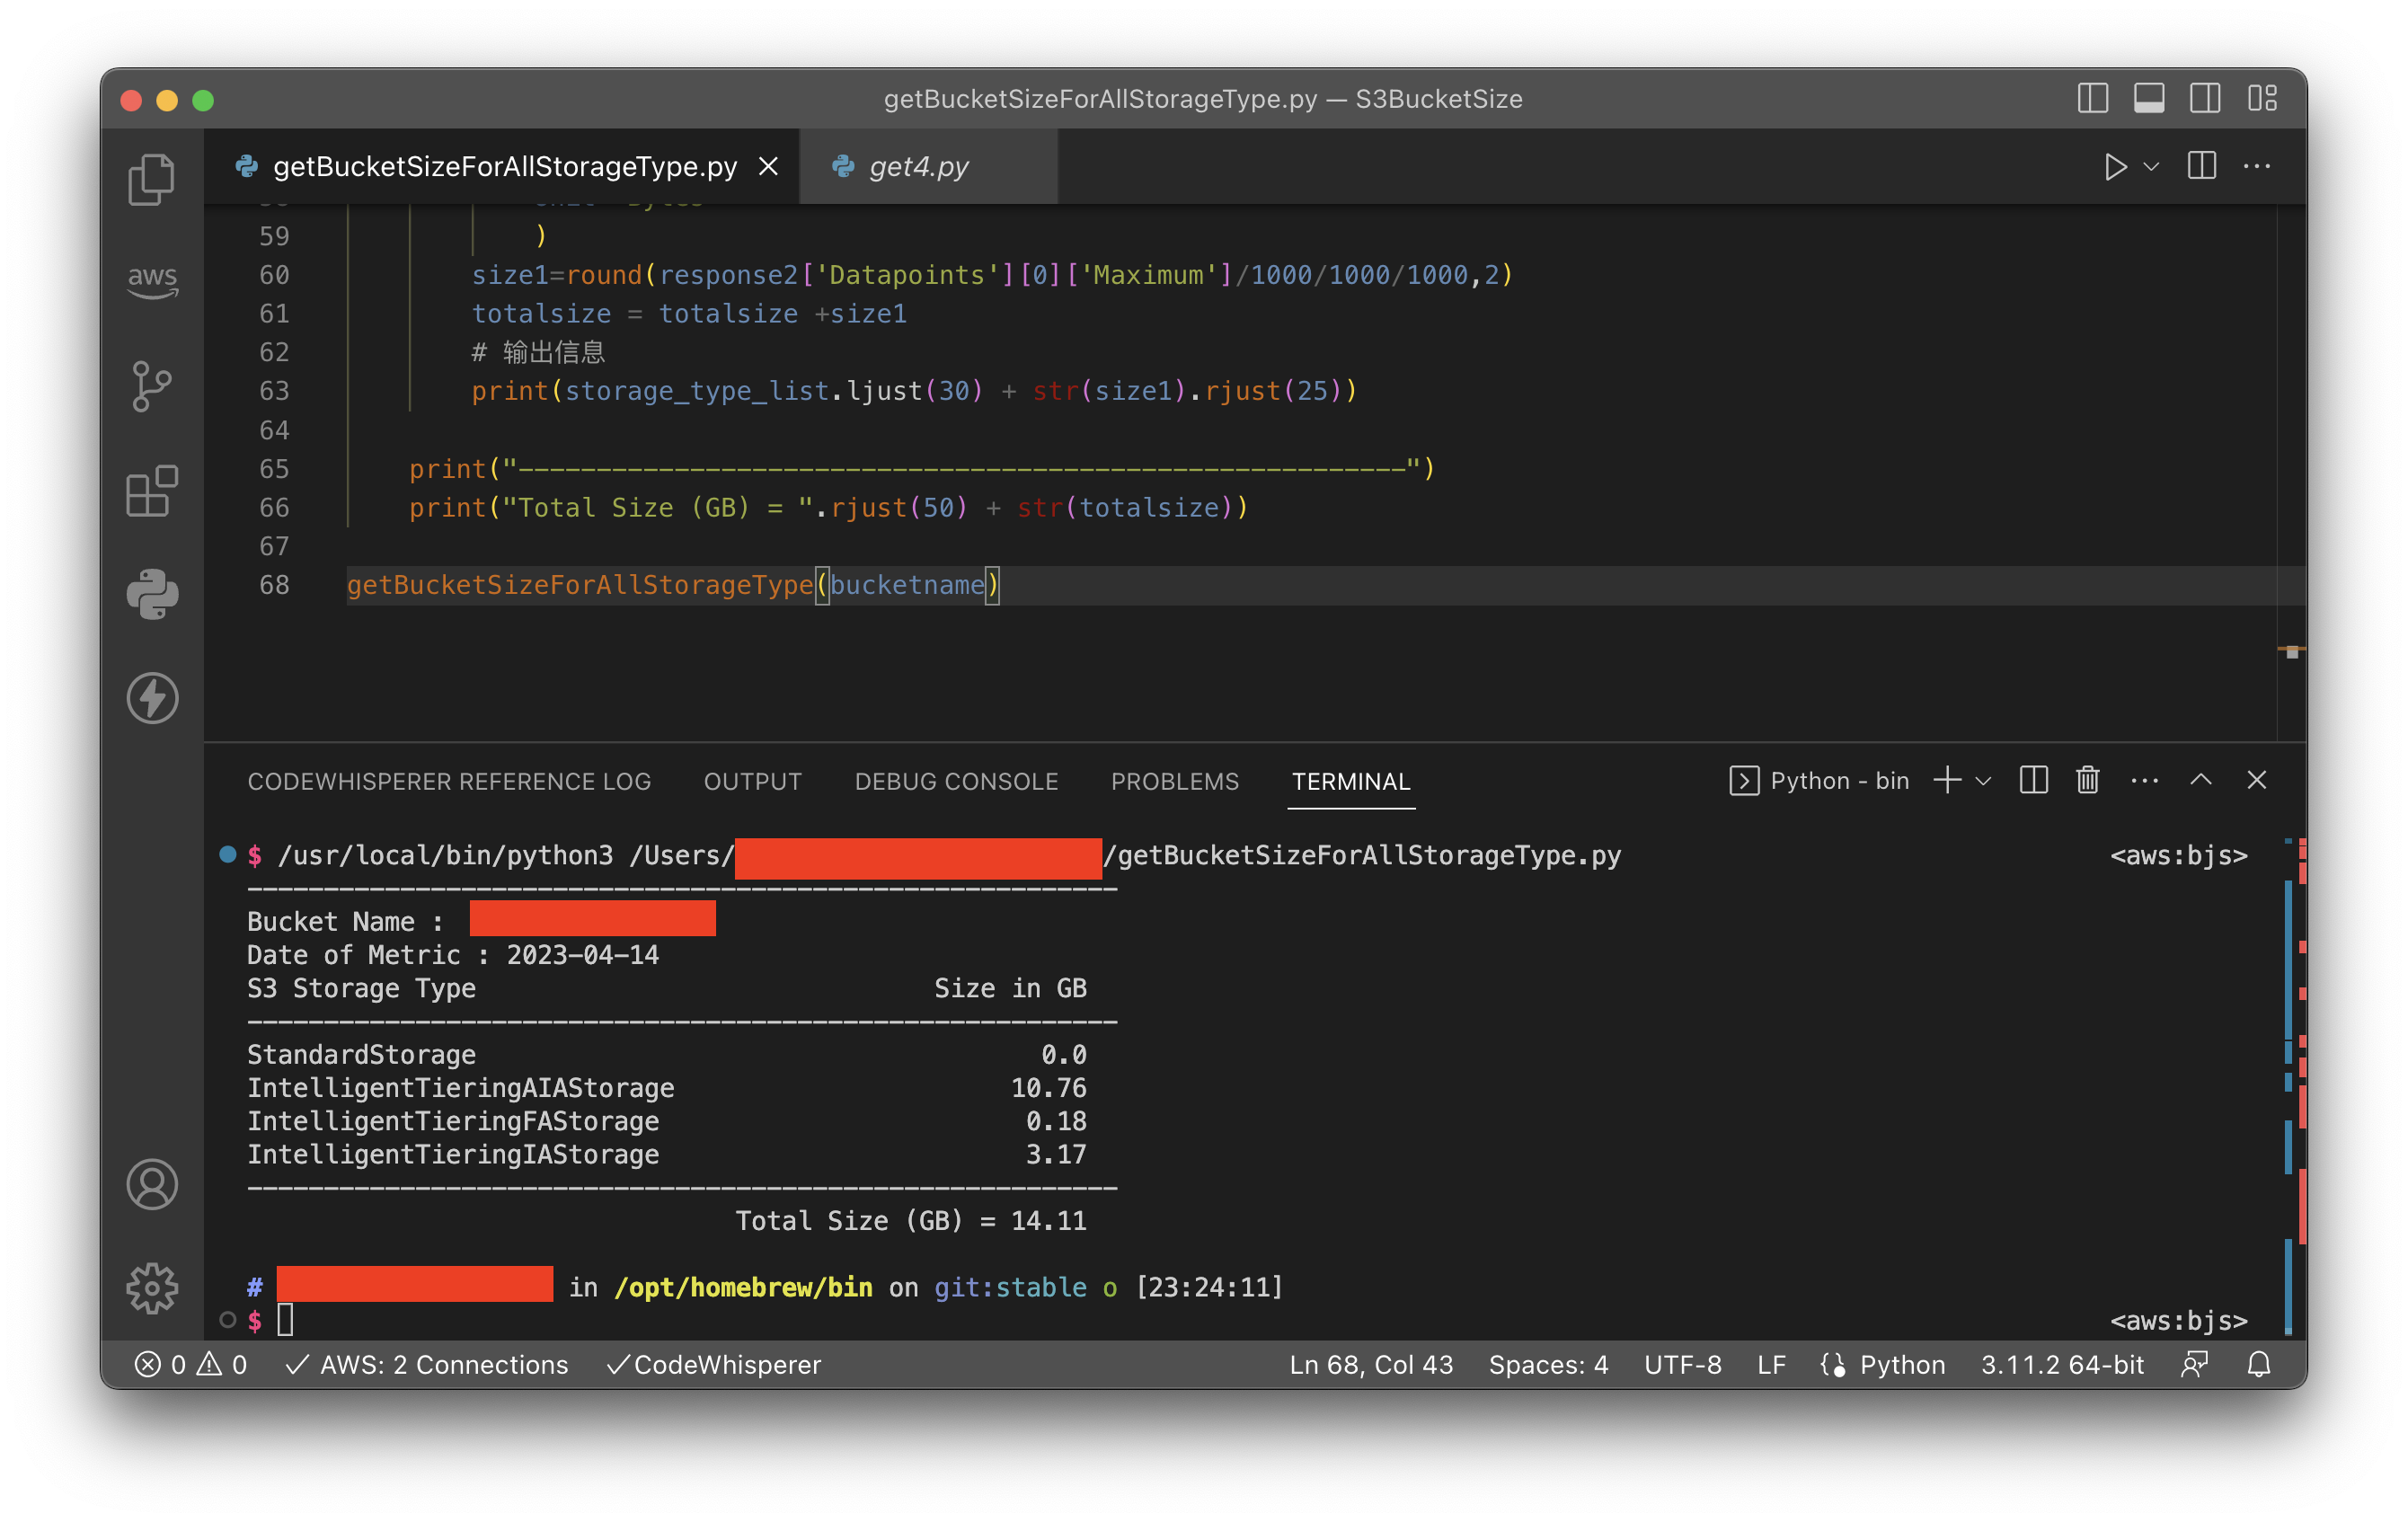 getBucketSizeForAllStorageType.py — S3BucketSize
getBucketSizeForAllStorageType.py
get4.py
aws
59 )
60 size1=round(response2['Datapoints'][0]['Maximum']/1000/1000/1000,2)
61 totalsize = totalsize +size1
62 # 输出信息
63 print(storage_type_list.ljust(30) + str(size1).rjust(25))
64
65 print("---------------------------------------------------------")
66 print("Total Size (GB) = ".rjust(50) + str(totalsize))
67
68 getBucketSizeForAllStorageType(bucketname)
CODEWHISPERER REFERENCE LOG OUTPUT DEBUG CONSOLE PROBLEMS TERMINAL Python - bin
$ /usr/local/bin/python3 /Users/ /getBucketSizeForAllStorageType.py <aws:bjs>
---------------------------------------------------------
Bucket Name :
Date of Metric : 2023-04-14
S3 Storage Type Size in GB
---------------------------------------------------------
StandardStorage 0.0
IntelligentTieringAIAStorage 10.76
IntelligentTieringFAStorage 0.18
IntelligentTieringIAStorage 3.17
---------------------------------------------------------
Total Size (GB) = 14.11
# in /opt/homebrew/bin on git:stable o [23:24:11]
$ <aws:bjs>
0 0 AWS: 2 Connections CodeWhisperer Ln 68, Col 43 Spaces: 4 UTF-8 LF Python 3.11.2 64-bit